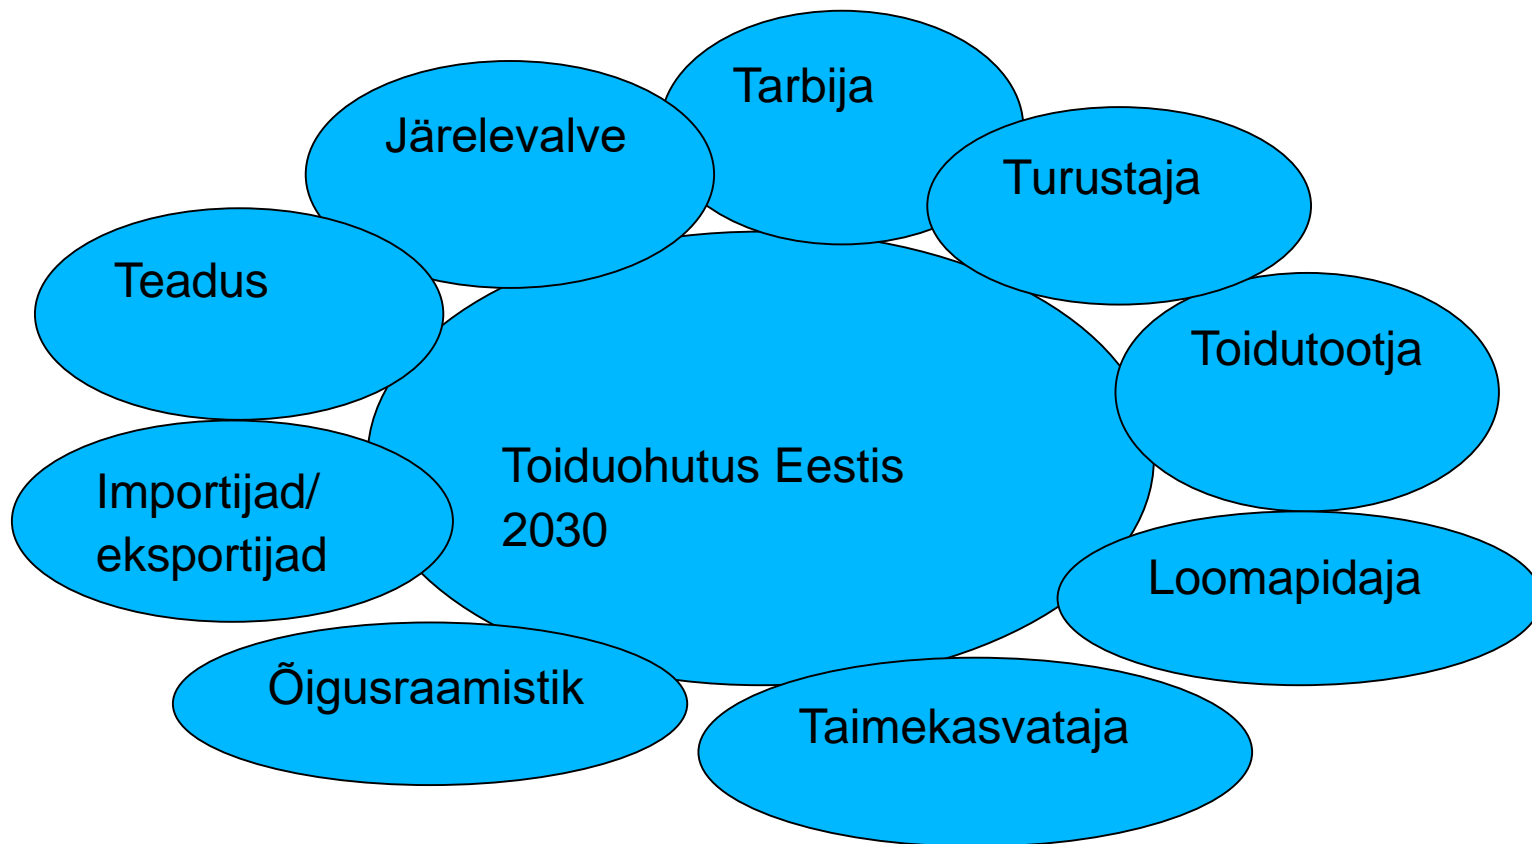 Tarbija
Järelevalve
Turustaja
Teadus
Toidutootja
Toiduohutus Eestis
2030
Importijad/
eksportijad
Loomapidaja
Õigusraamistik
Taimekasvataja